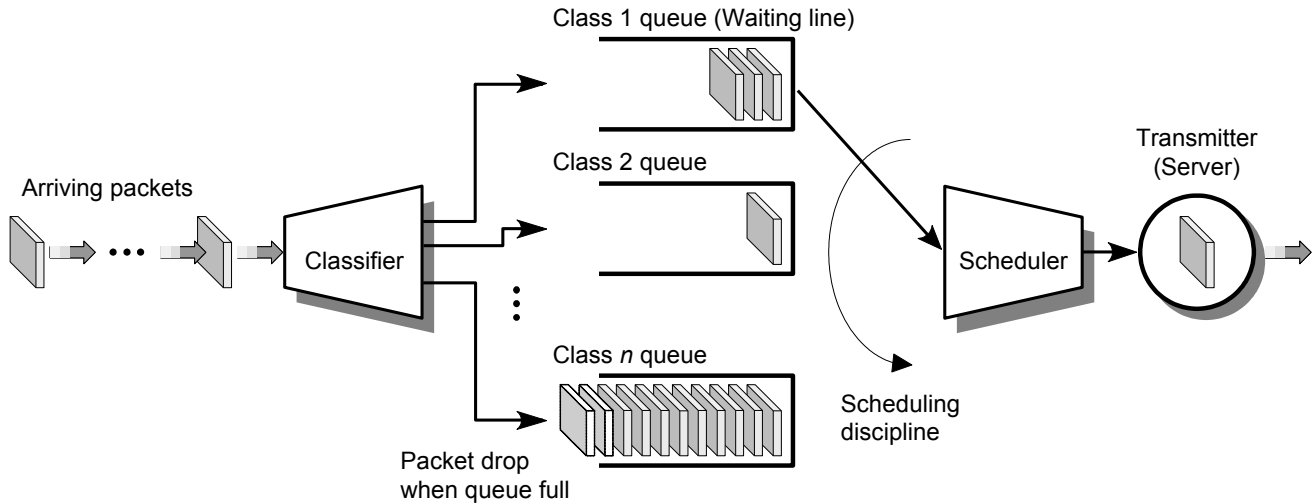 Class 1 queue (Waiting line)
Class 2 queue
Transmitter
(Server)
Arriving packets
Classifier
Scheduler
Class n queue
Scheduling
discipline
Packet drop
when queue full